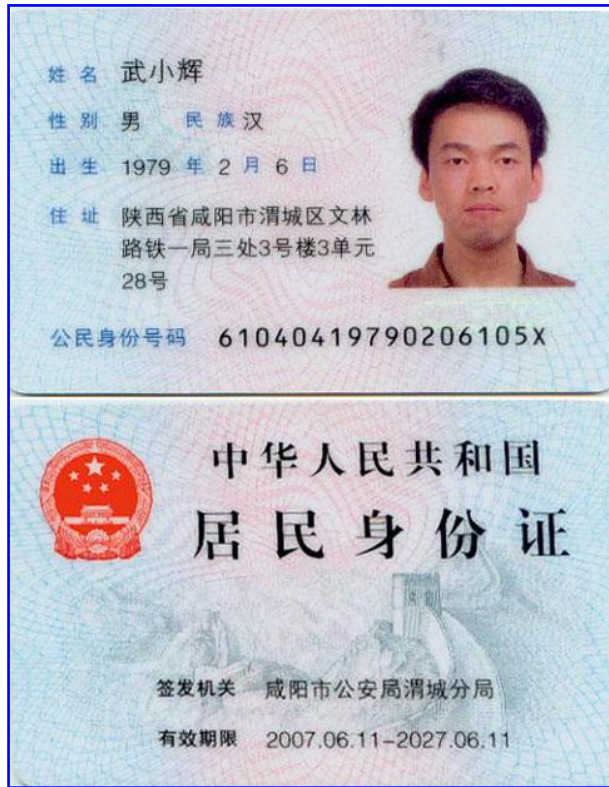 姓名 武小辉
性别 男 民族 汉
出生 1979 年 2 月 6 日
住址 陕西省咸阳市渭城区文林
路铁一局三处3号楼3单元
28号
公民身份号码 61040419790206105X
中华人民共和国
居民身份证
签发机关 咸阳市公安局渭城分局
有效期限 2007.06.11-2027.06.11